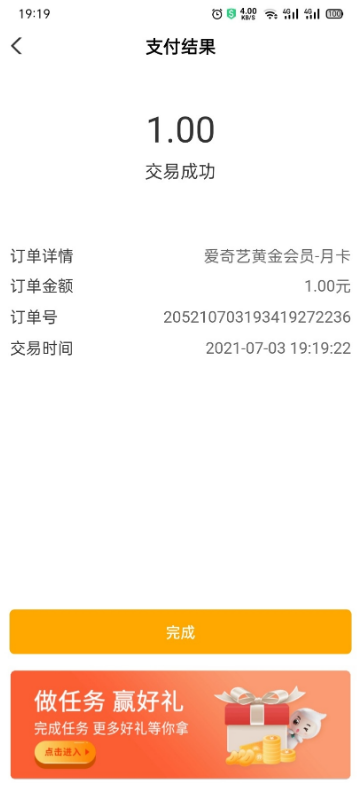 19:19
4.00 KB/S 4G 4G 100
支付结果
1.00
交易成功
订单详情 爱奇艺黄金会员-月卡
订单金额 1.00元
订单号 205210703193419272236
交易时间 2021-07-03 19:19:22
完成
做任务 赢好礼
完成任务 更多好礼等你拿
点击进入